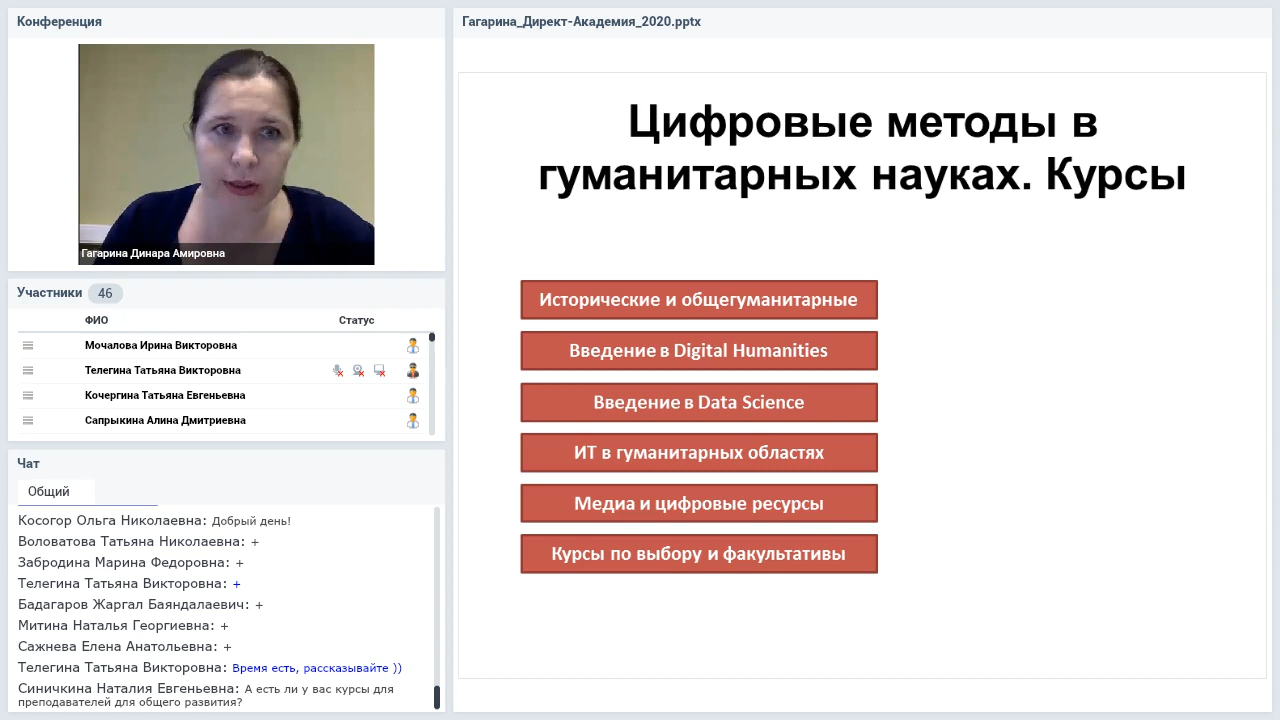 Конференция
Гагарина Динара Амировна
Участники 46
ФИО Статус
Мочалова Ирина Викторовна
Телегина Татьяна Викторовна
Кочергина Татьяна Евгеньевна
Сапрыкина Алина Дмитриевна
Чат
Общий
Косогор Ольга Николаевна: Добрый день!
Воловатова Татьяна Николаевна: +
Забродина Марина Федоровна: +
Телегина Татьяна Викторовна: +
Бадагаров Жаргал Баяндалаевич: +
Митина Наталья Георгиевна: +
Сажнева Елена Анатольевна: +
Телегина Татьяна Викторовна: Время есть, рассказывайте ))
Синичкина Наталия Евгеньевна: А есть ли у вас курсы для
преподавателей для общего развития?
Гагарина_Директ-Академия_2020.pptx
Цифровые методы в
гуманитарных науках. Курсы
Исторические и общегуманитарные
Введение в Digital Humanities
Введение в Data Science
ИТ в гуманитарных областях
Медиа и цифровые ресурсы
Курсы по выбору и факультативы